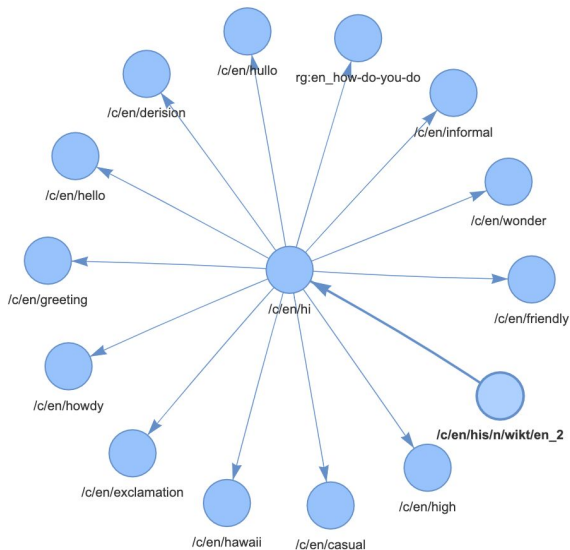 /c/en/hullo
rg:en_how-do-you-do
/c/en/derision
/c/en/informal
/c/en/hello
/c/en/wonder
/c/en/greeting
/c/en/hi
/c/en/friendly
/c/en/howdy
/c/en/his/n/wikt/en_2
/c/en/exclamation
/c/en/high
/c/en/hawaii
/c/en/casual